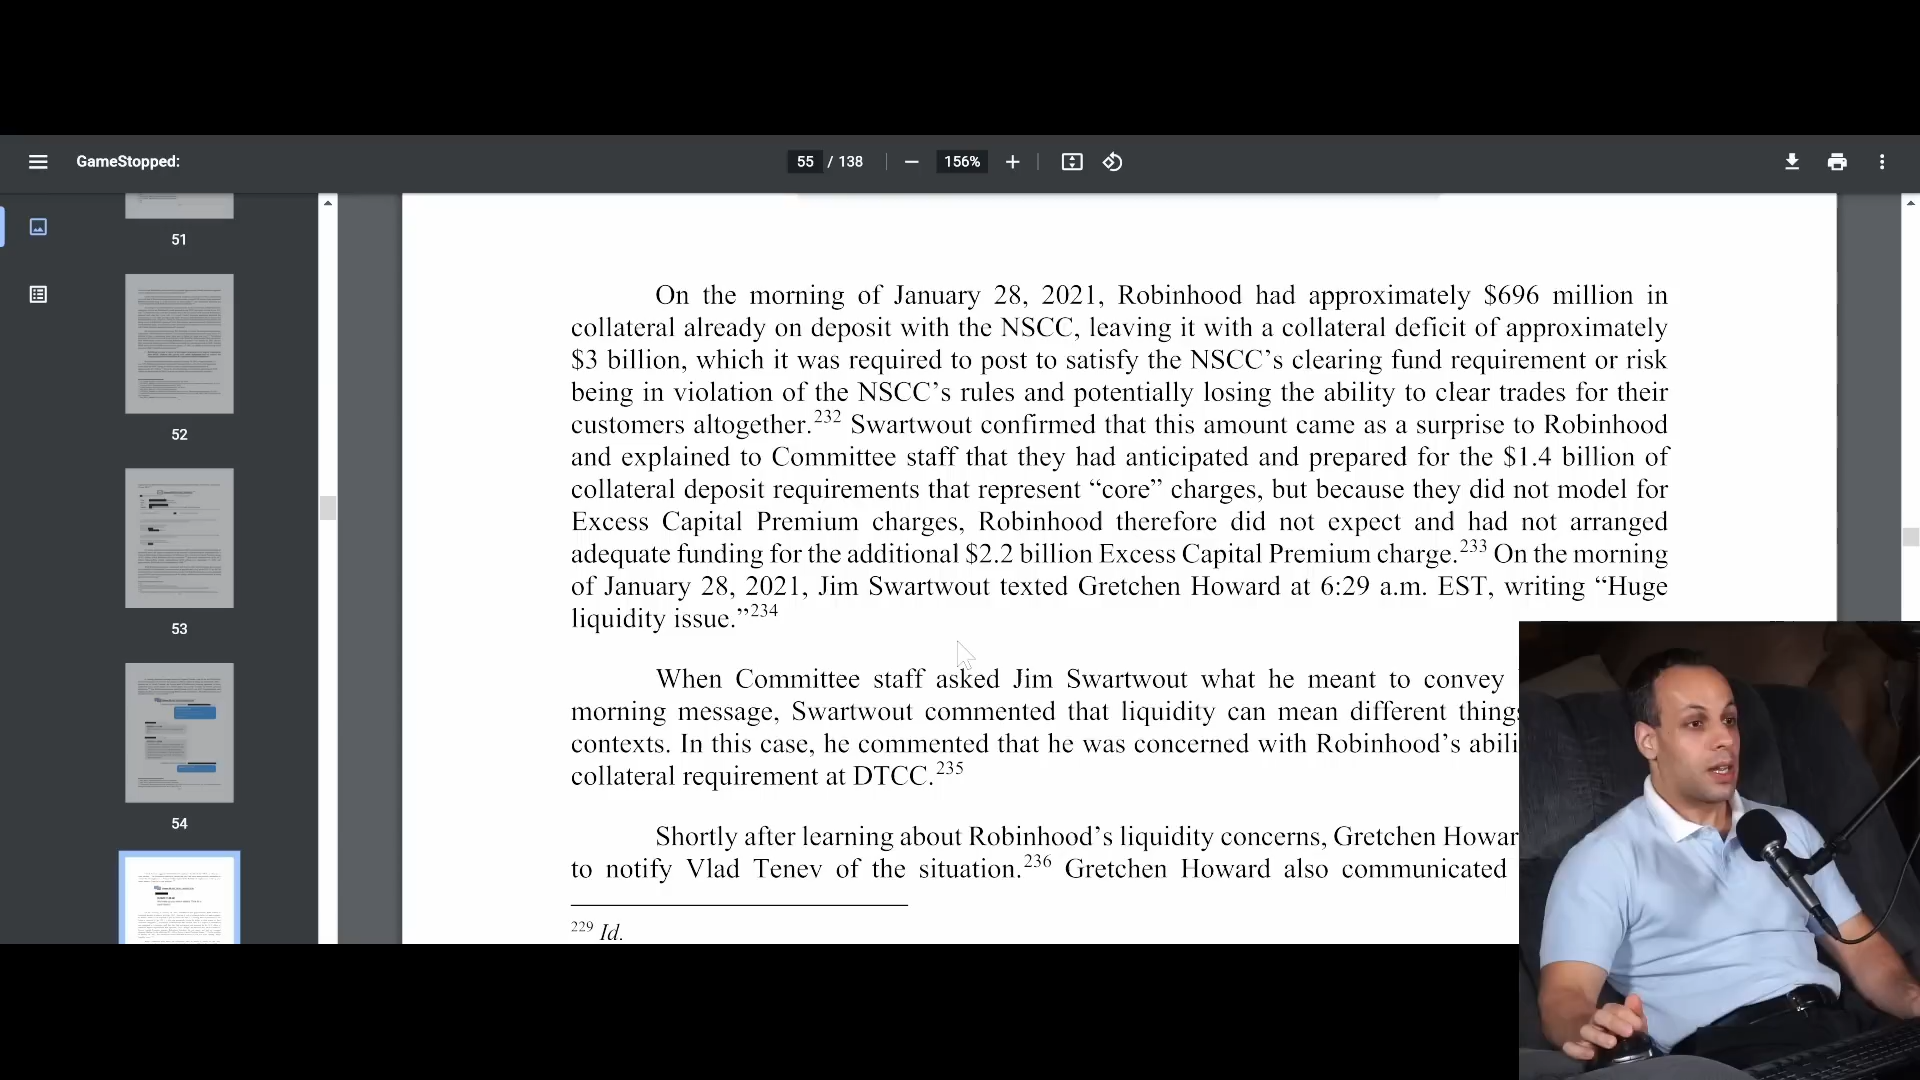 GameStopped:
55 / 138
156%
51
52
53
54
On the morning of January 28, 2021, Robinhood had approximately $696 million in
collateral already on deposit with the NSCC, leaving it with a collateral deficit of approximately
$3 billion, which it was required to post to satisfy the NSCC’s clearing fund requirement or risk
being in violation of the NSCC’s rules and potentially losing the ability to clear trades for their
customers altogether.232 Swartwout confirmed that this amount came as a surprise to Robinhood
and explained to Committee staff that they had anticipated and prepared for the $1.4 billion of
collateral deposit requirements that represent “core” charges, but because they did not model for
Excess Capital Premium charges, Robinhood therefore did not expect and had not arranged
adequate funding for the additional $2.2 billion Excess Capital Premium charge.233 On the morning
of January 28, 2021, Jim Swartwout texted Gretchen Howard at 6:29 a.m. EST, writing “Huge
liquidity issue.”234
When Committee staff asked Jim Swartwout what he meant to convey
morning message, Swartwout commented that liquidity can mean different things
contexts. In this case, he commented that he was concerned with Robinhood’s abili
collateral requirement at DTCC.235
Shortly after learning about Robinhood’s liquidity concerns, Gretchen Howar
to notify Vlad Tenev of the situation.236 Gretchen Howard also communicated
229 Id.